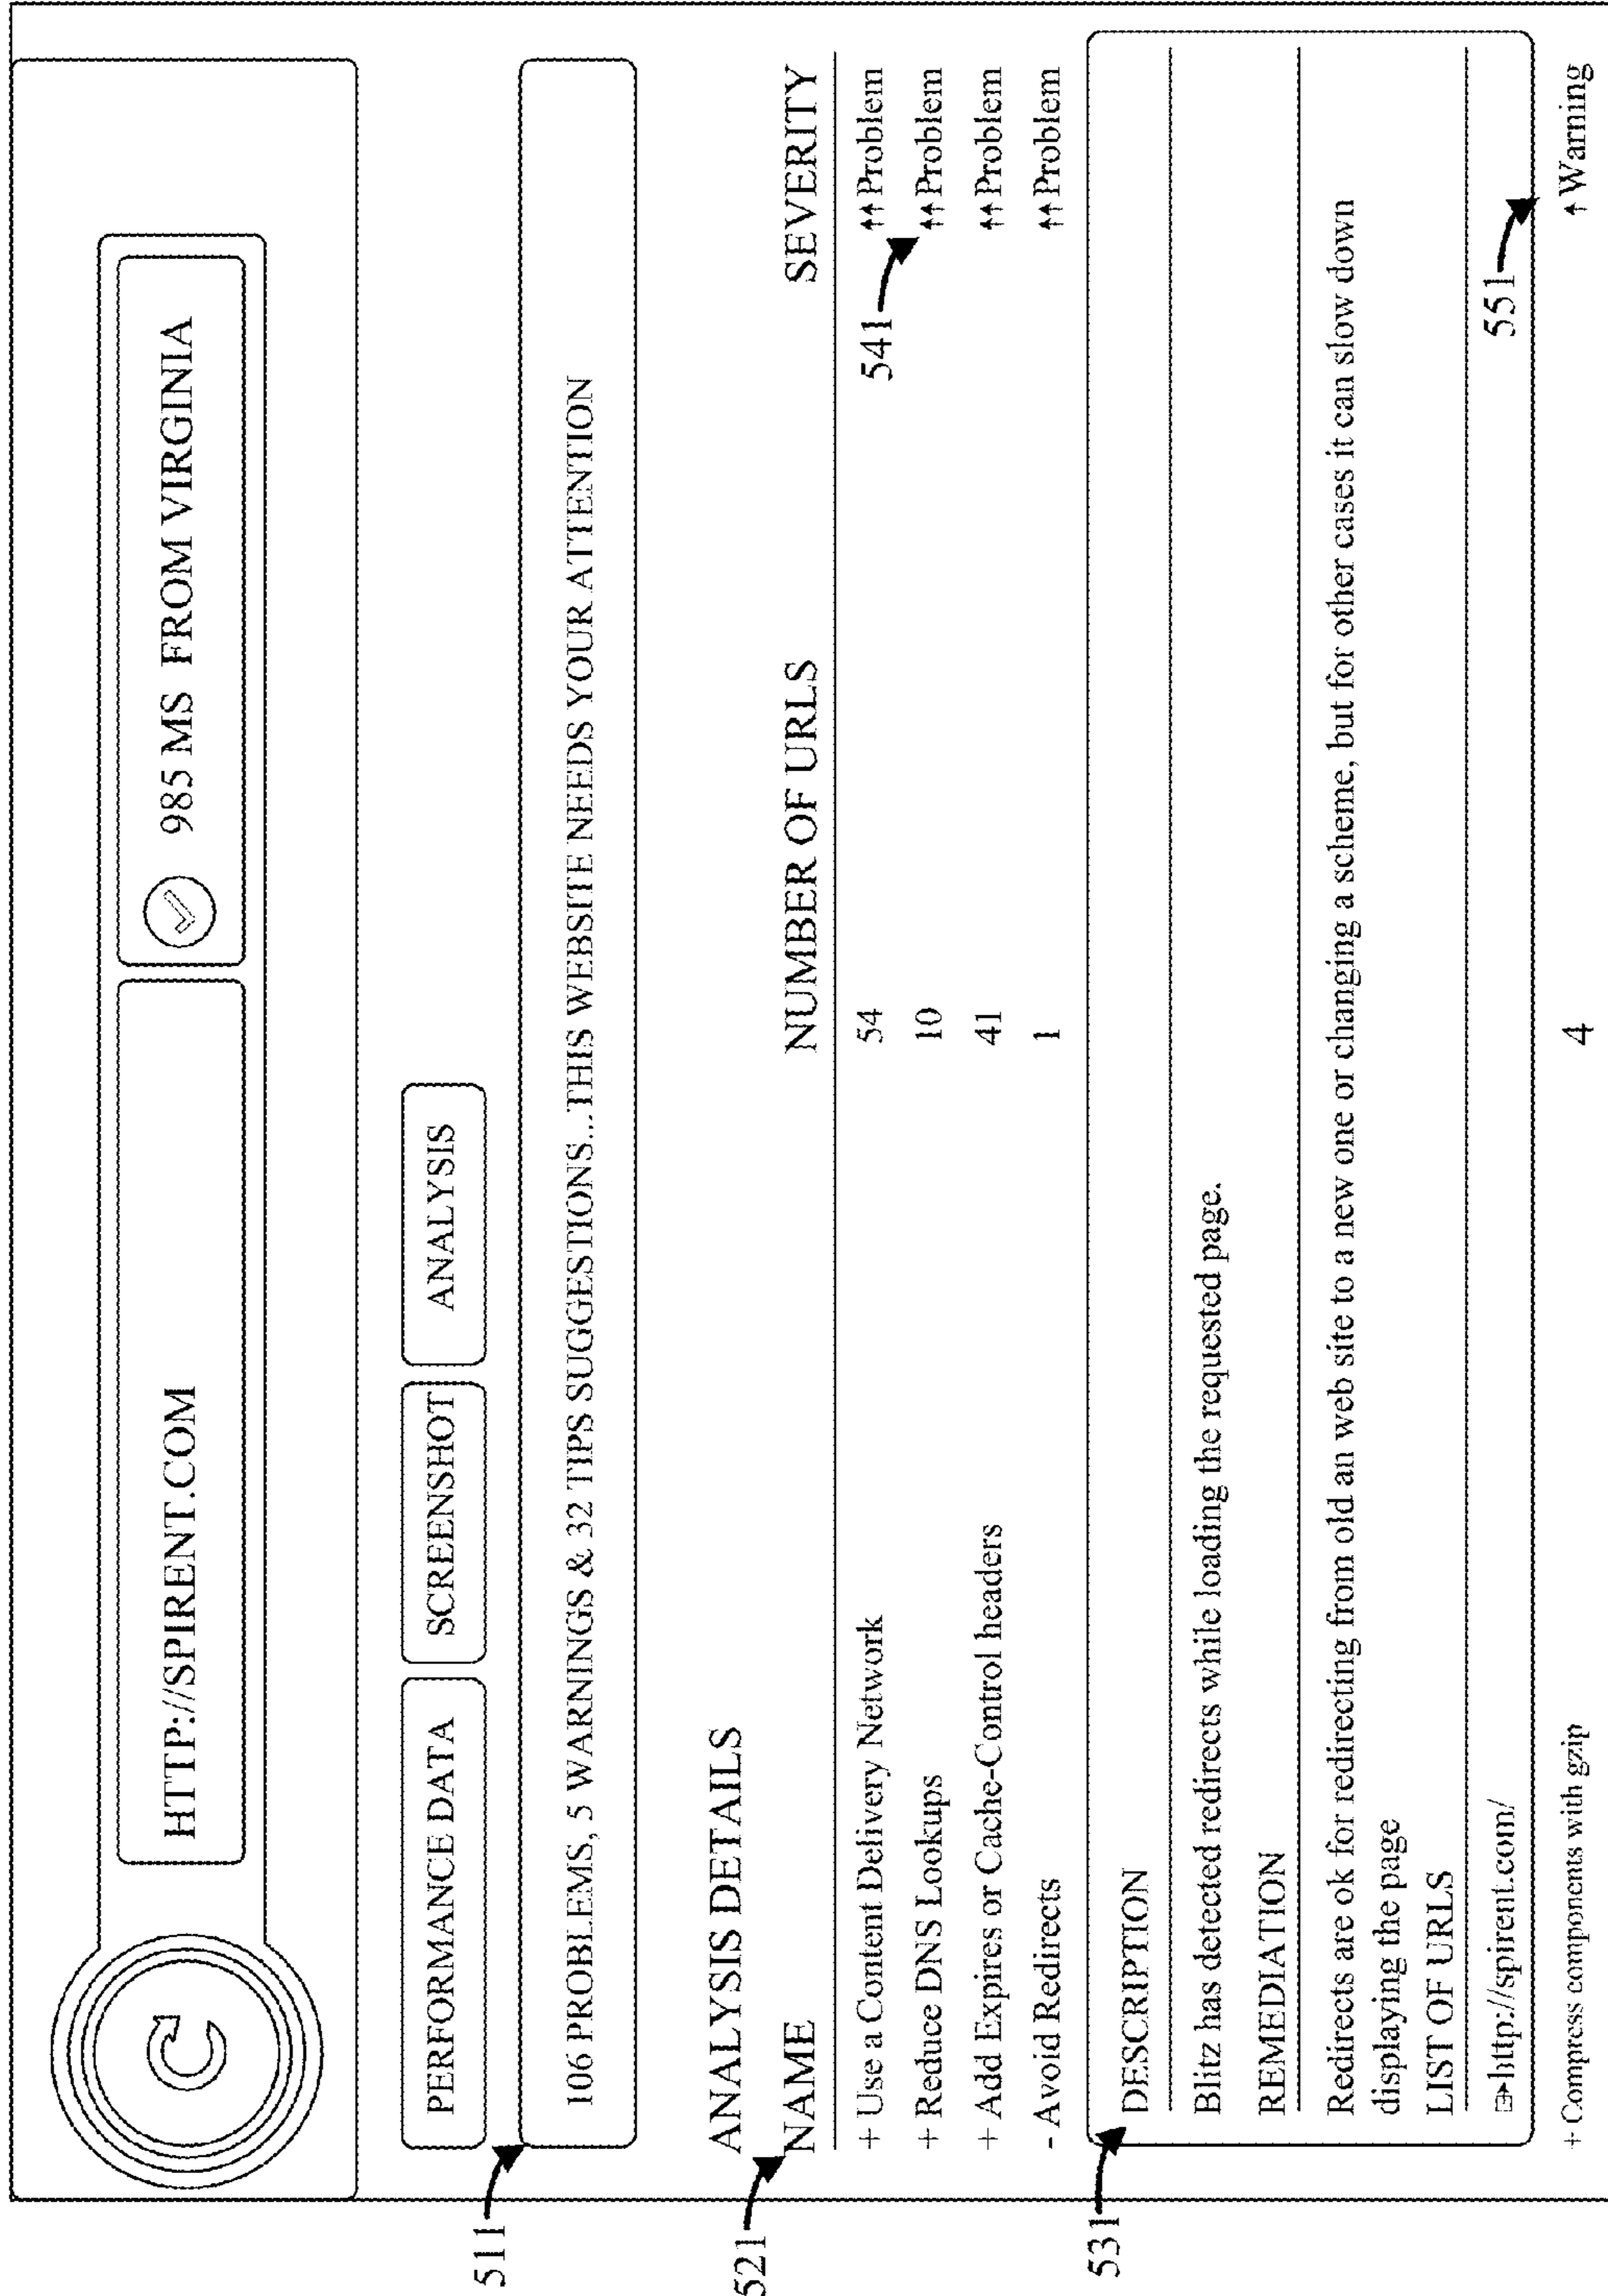 HTTP://SPIRENT.COM
985 MS FROM VIRGINIA
PERFORMANCE DATA
SCREENSHOT
ANALYSIS
511
106 PROBLEMS, 5 WARNINGS & 32 TIPS SUGGESTIONS...THIS WEBSITE NEEDS YOUR ATTENTION
ANALYSIS DETAILS
521
NAME NUMBER OF URLS SEVERITY
+ Use a Content Delivery Network 54 ↑↑ Problem
541
+ Reduce DNS Lookups 10 ↑↑ Problem
+ Add Expires or Cache-Control headers 41 ↑↑ Problem
- Avoid Redirects 1 ↑↑ Problem
531
DESCRIPTION
Blitz has detected redirects while loading the requested page.
REMEDIATION
Redirects are ok for redirecting from old an web site to a new one or changing a scheme, but for other cases it can slow down
displaying the page
LIST OF URLS
http://spirent.com/
551
+ Compress components with gzip 4 ↑ Warning